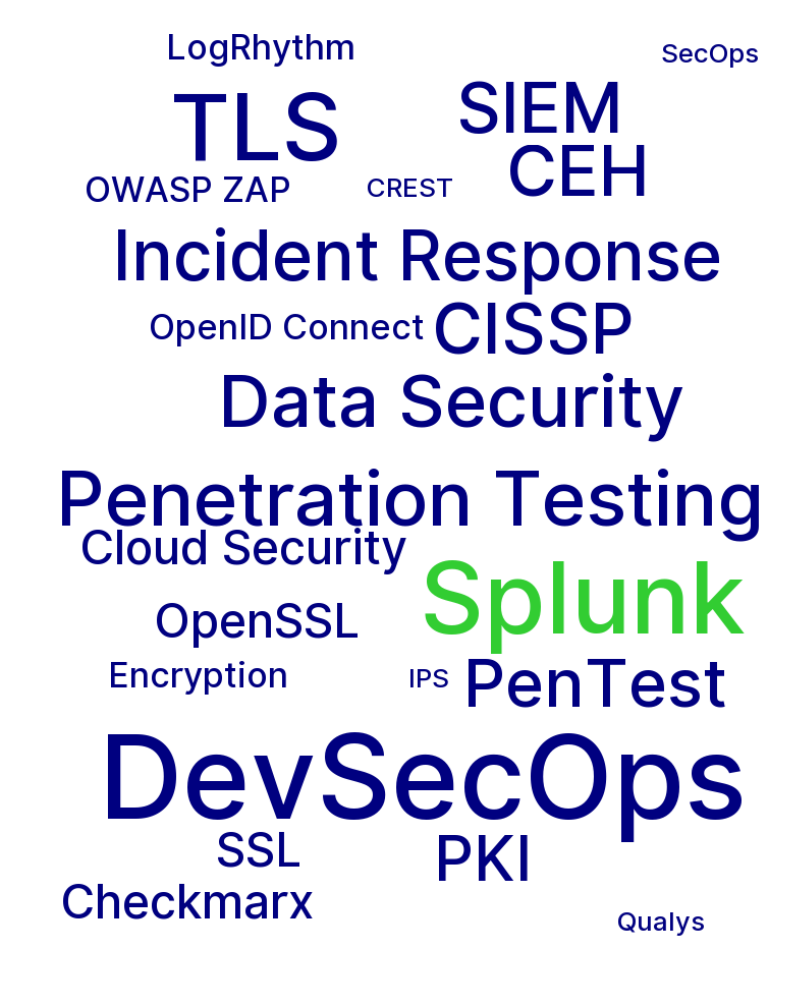 LogRhythm
SecOps
TLS
SIEM
CEH
OWASP ZAP
CREST
Incident Response
OpenID Connect
CISSP
Data Security
Penetration Testing
Cloud Security
Splunk
OpenSSL
Encryption
IPS
PenTest
DevSecOps
SSL
PKI
Checkmarx
Qualys